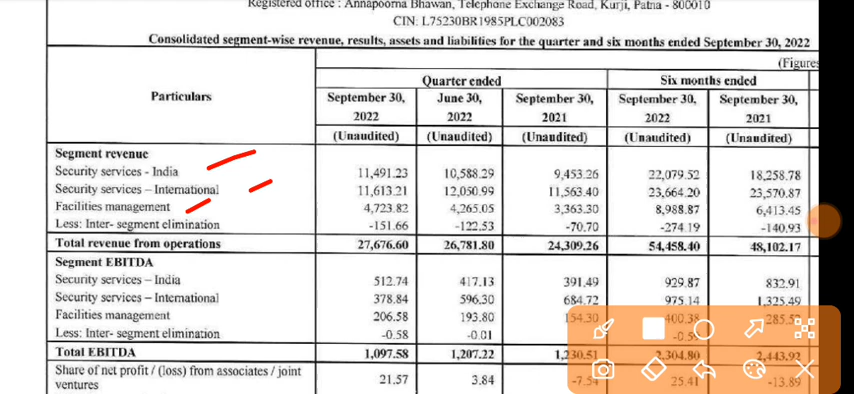 Registered office : Annapoorna Bhawan, Telephone Exchange Road, Kurji, Patna - 800010
CIN: L75230BR1985PLC002083
Consolidated segment-wise revenue, results, assets and liabilities for the quarter and six months ended September 30, 2022
(Figures
Particulars Quarter ended Six months ended
September 30, 2022 June 30, 2022 September 30, 2021 September 30, 2022 September 30, 2021
(Unaudited) (Unaudited) (Unaudited) (Unaudited) (Unaudited)
Segment revenue
Security services - India 11,491.23 10,588.29 9,453.26 22,079.52 18,258.78
Security services – International 11,613.21 12,050.99 11,563.40 23,664.20 23,570.87
Facilities management 4,723.82 4,265.05 3,363.30 8,988.87 6,413.45
Less: Inter- segment elimination -151.66 -122.53 -70.70 -274.19 -140.93
Total revenue from operations 27,676.60 26,781.80 24,309.26 54,458.40 48,102.17
Segment EBITDA
Security services – India 512.74 417.13 391.49 929.87 832.91
Security services – International 378.84 596.30 684.72 975.14 1,325.49
Facilities management 206.58 193.80 154.30 400.38
Less: Inter- segment elimination -0.58 -0.01
Total EBITDA 1,097.58 1,207.22 1,230.51 2,304.80 2,443.92
Share of net profit / (loss) from associates / joint ventures 21.57 3.84 -7.54 25.41 -13.89